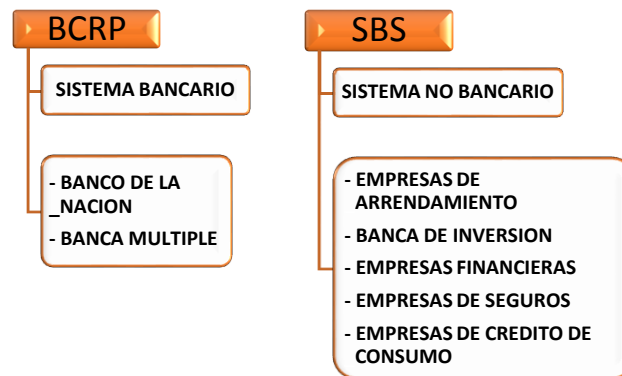 BCRP
SISTEMA BANCARIO
- BANCO DE LA
_NACION
- BANCA MULTIPLE
SBS
SISTEMA NO BANCARIO
- EMPRESAS DE
ARRENDAMIENTO
- BANCA DE INVERSION
- EMPRESAS FINANCIERAS
- EMPRESAS DE SEGUROS
- EMPRESAS DE CREDITO DE
CONSUMO